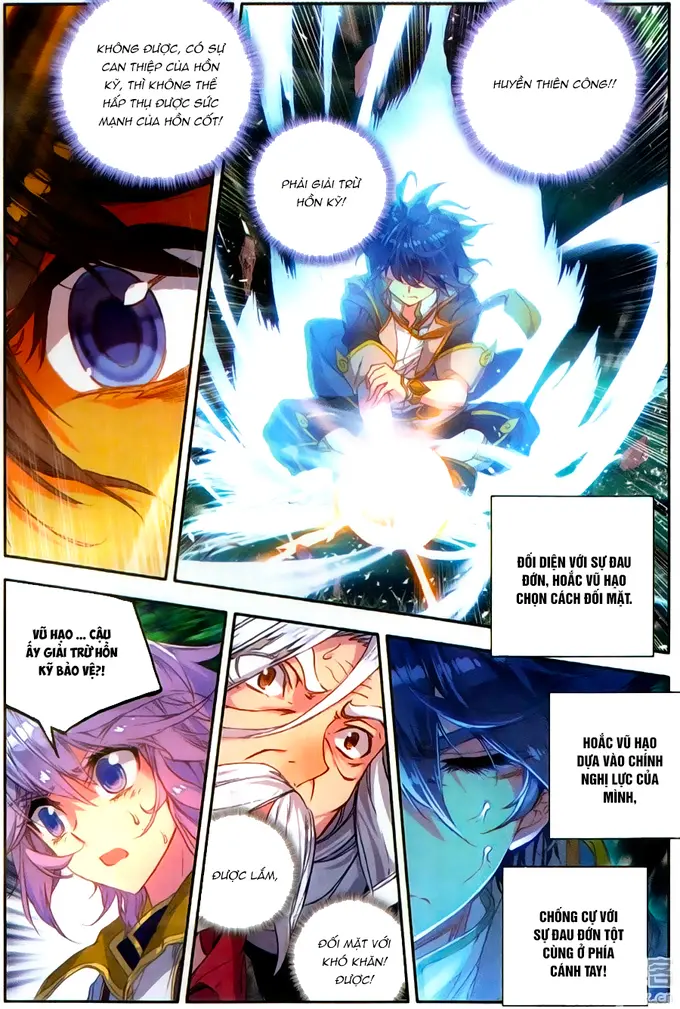 KHÔNG ĐƯỢC, CÓ SỰ
CAN THIỆP CỦA HỒN
KỸ, THÌ KHÔNG THỂ
HẤP THỤ ĐƯỢC SỨC
MẠNH CỦA HỒN CỐT!
PHẢI GIẢI TRỪ
HỒN KỸ!
HUYỀN THIÊN CÔNG!!
ĐỐI DIỆN VỚI SỰ ĐAU
ĐỚN, HOẮC VŨ HẠO
CHỌN CÁCH ĐỐI MẶT.
VŨ HẠO ... CẬU
ẤY GIẢI TRỪ HỒN
KỸ BẢO VỆ?!
ĐƯỢC LẮM,
ĐỐI MẶT VỚI
KHÓ KHĂN!
ĐƯỢC!
HOẮC VŨ HẠO
DỰA VÀO CHÍNH
NGHỊ LỰC CỦA
MÌNH,
CHỐNG CỰ VỚI
SỰ ĐAU ĐỚN TỘT
CÙNG Ở PHÍA
CÁNH TAY!